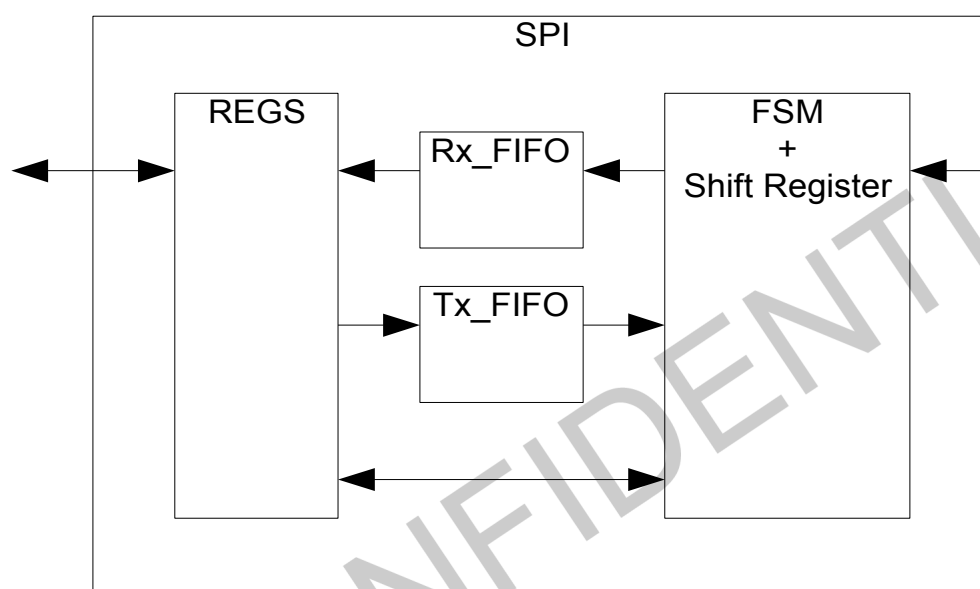 SPI
REGS
Rx_FIFO
FSM
+
Shift Register
Tx_FIFO
NFIDENTI